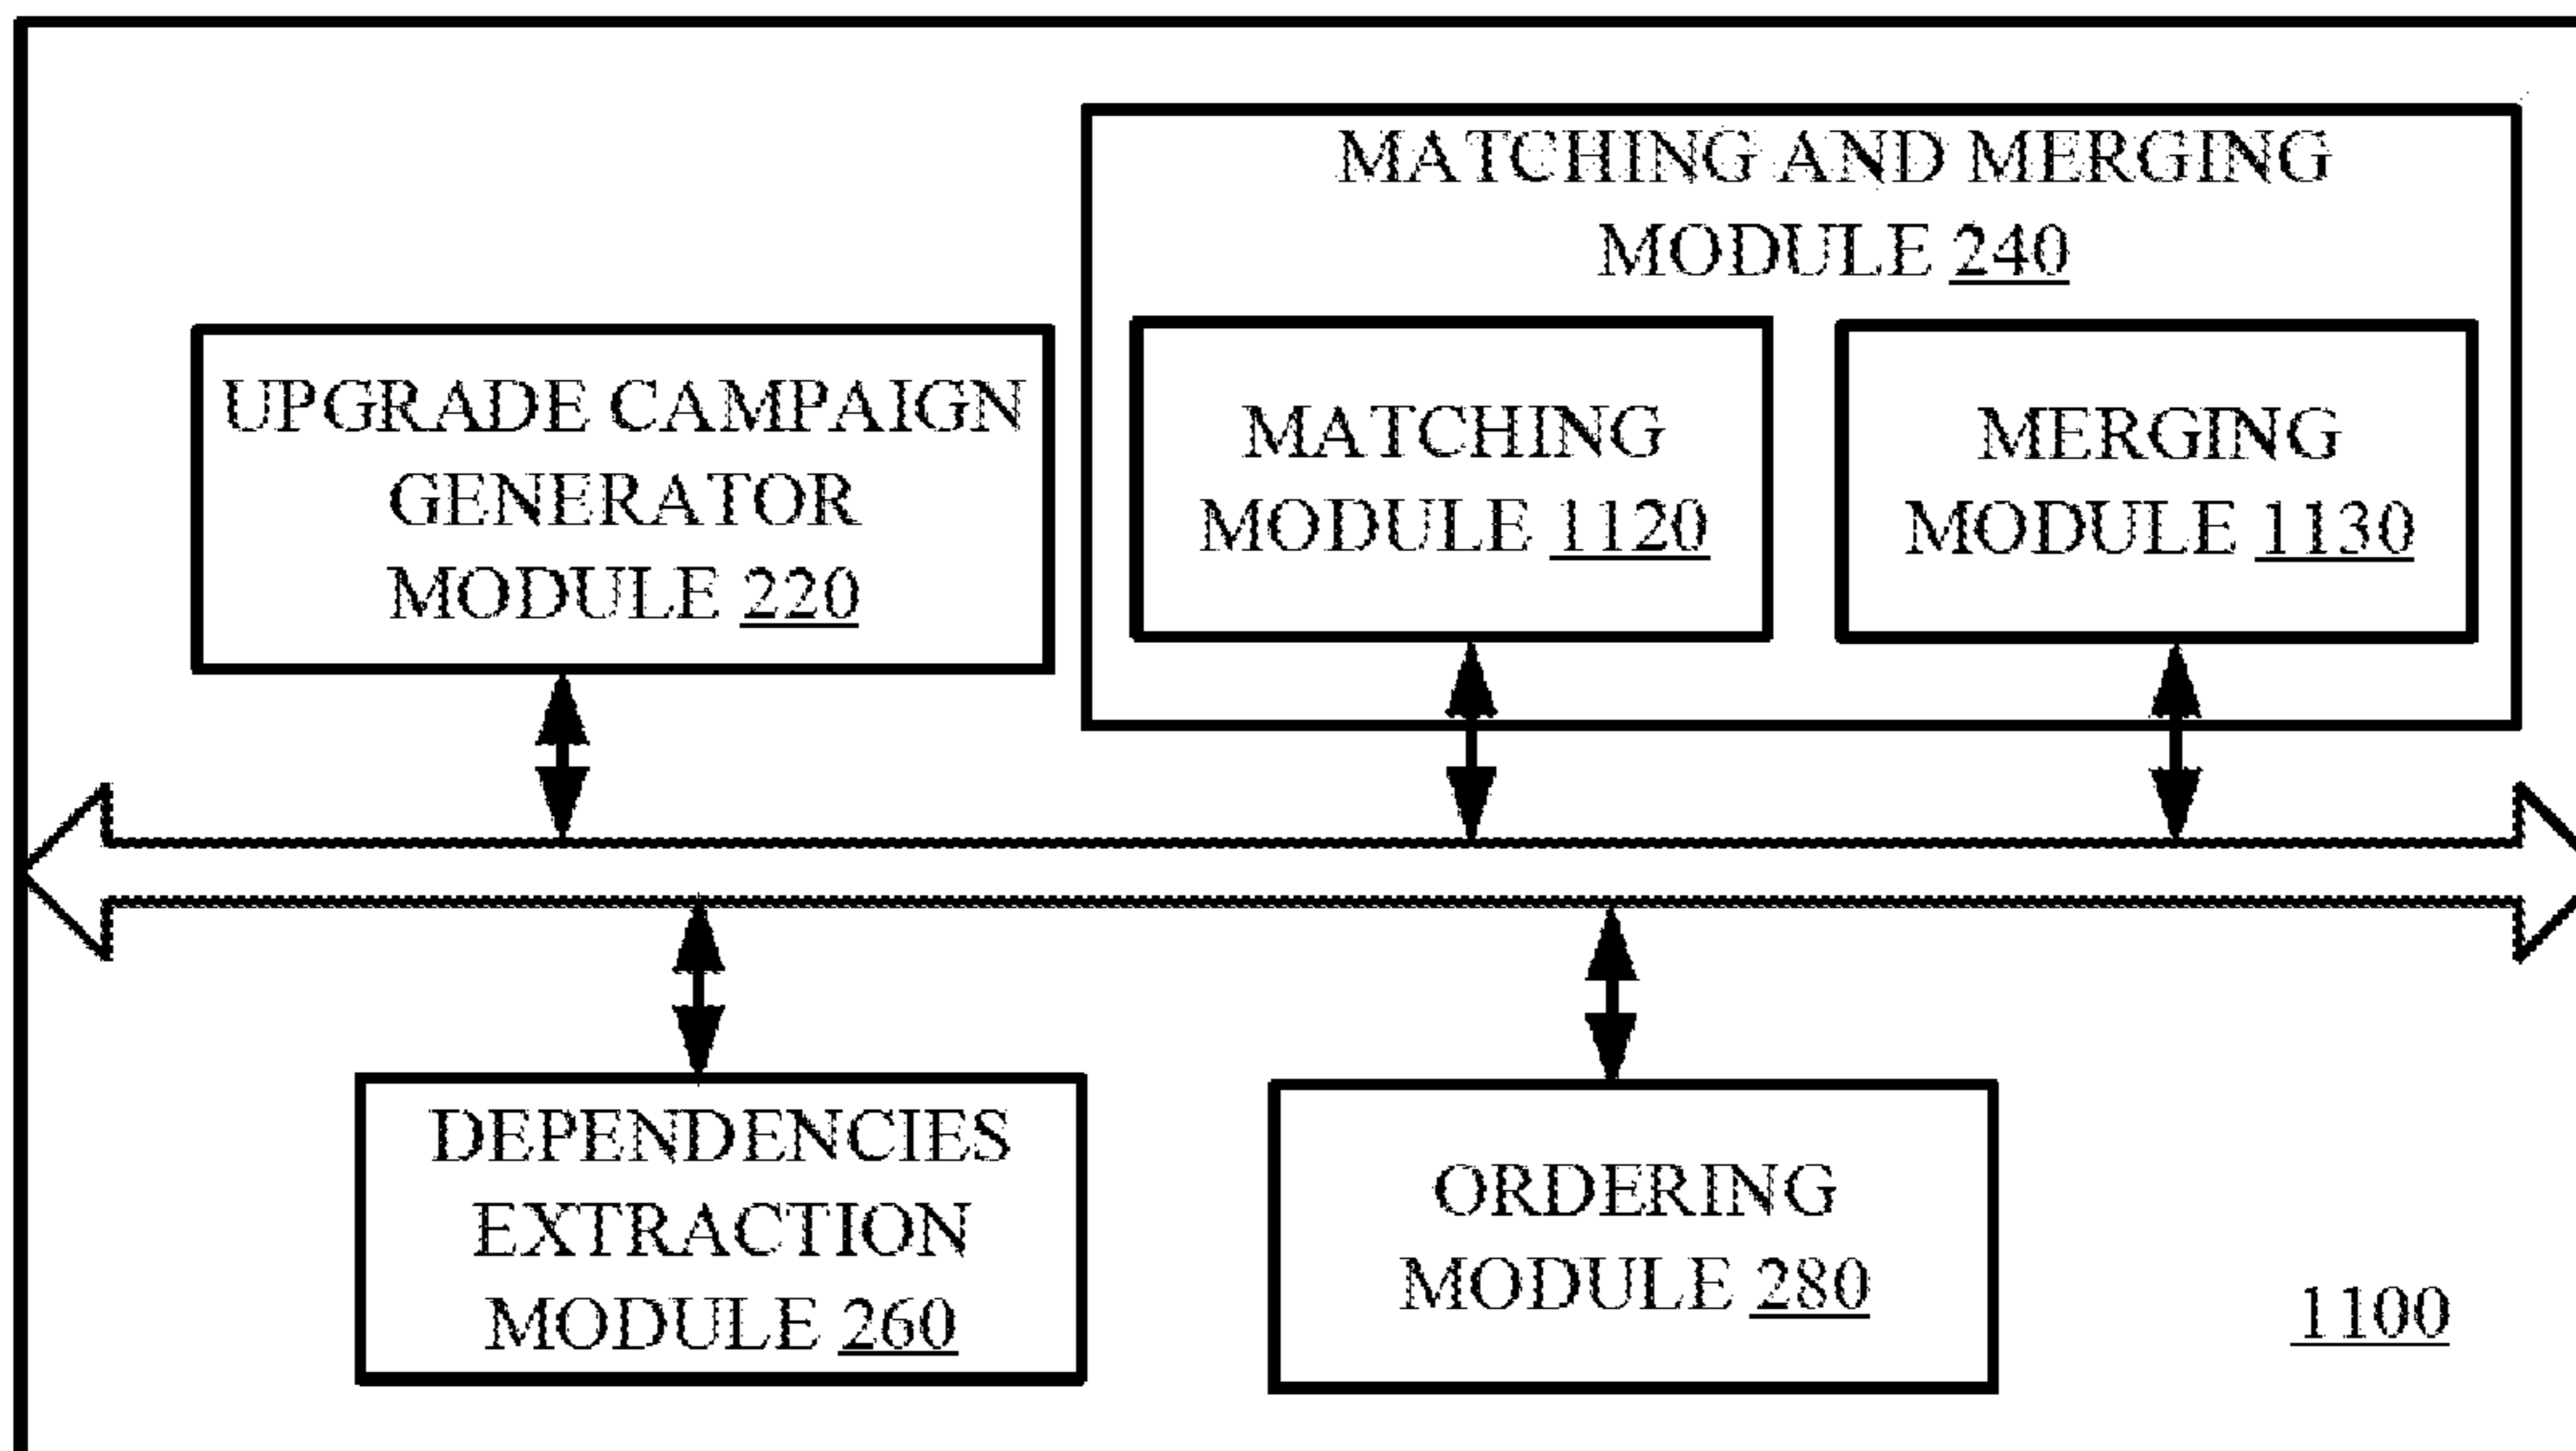 MATCHING AND MERGING
MODULE 240
UPGRADE CAMPAIGN
GENERATOR
MODULE 220
MATCHING
MODULE 1120
MERGING
MODULE 1130
DEPENDENCIES
EXTRACTION
MODULE 260
ORDERING
MODULE 280
1100